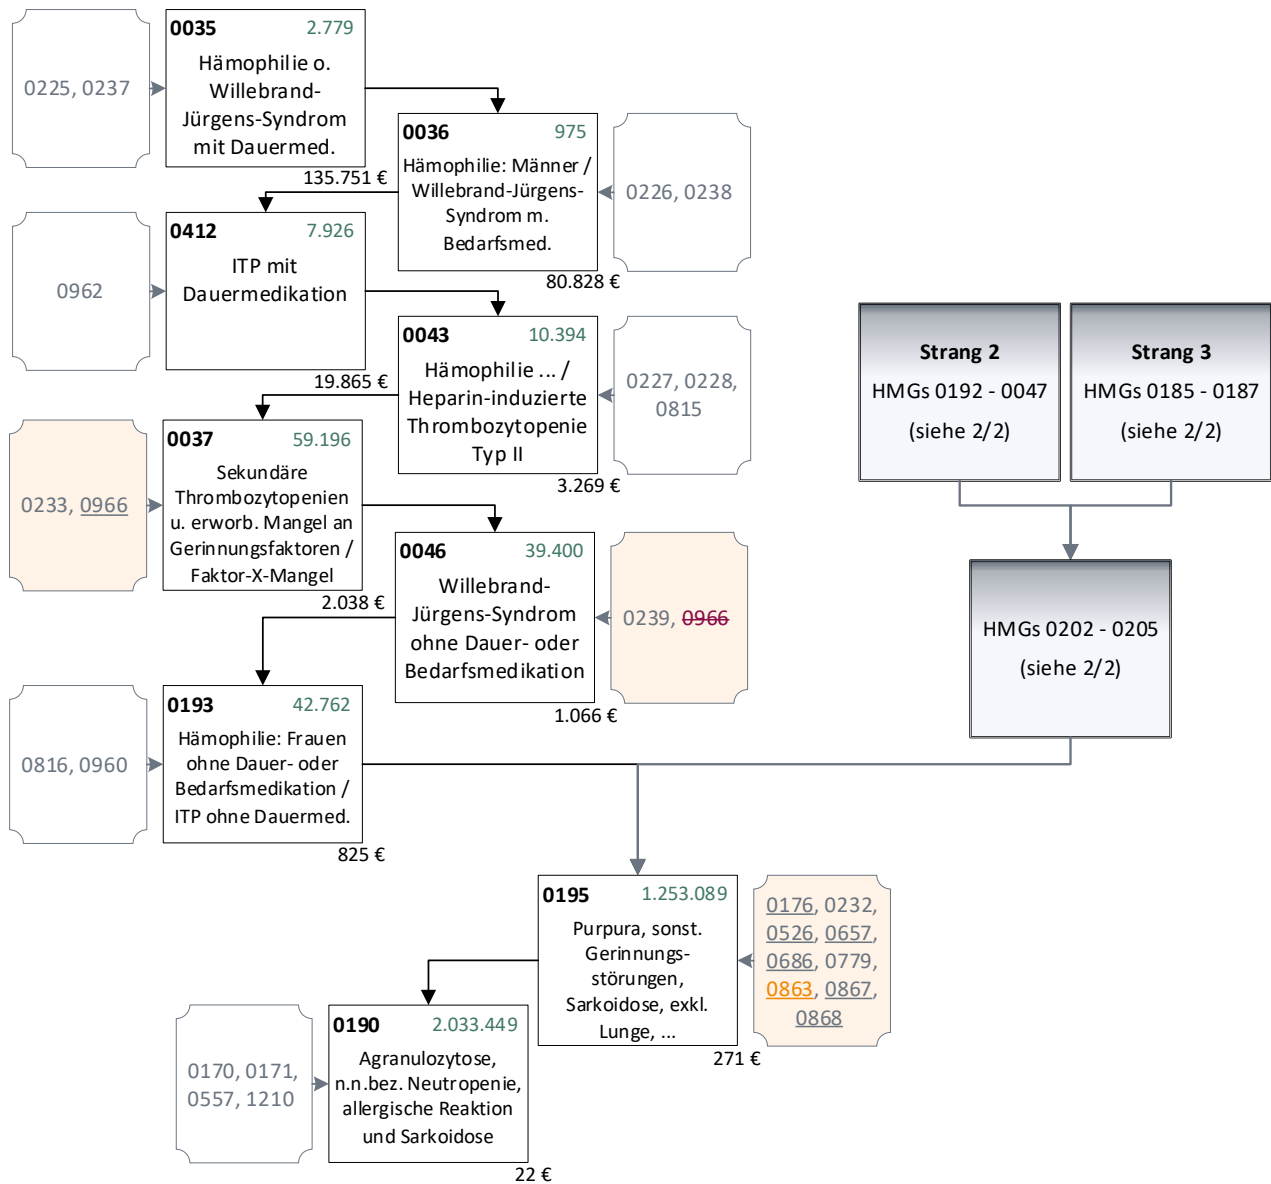 0225, 0237
0035 2.779
Hämophilie o.
Willebrand-
Jürgens-Syndrom
mit Dauermed.
135.751 €
0036 975
Hämophilie: Männer /
Willebrand-Jürgens-
Syndrom m.
Bedarfsmed.
80.828 €
0226, 0238
0962
0412 7.926
ITP mit
Dauermedikation
19.865 €
0043 10.394
Hämophilie ... /
Heparin-induzierte
Thrombozytopenie
Typ II
3.269 €
0227, 0228,
0815
0233, 0966
0037 59.196
Sekundäre
Thrombozytopenien
u. erworb. Mangel an
Gerinnungsfaktoren /
Faktor-X-Mangel
2.038 €
0046 39.400
Willebrand-
Jürgens-Syndrom
ohne Dauer- oder
Bedarfsmedikation
1.066 €
0239, 0966
0816, 0960
0193 42.762
Hämophilie: Frauen
ohne Dauer- oder
Bedarfsmedikation /
ITP ohne Dauermed.
825 €
Strang 2
HMGs 0192 - 0047
(siehe 2/2)
Strang 3
HMGs 0185 - 0187
(siehe 2/2)
HMGs 0202 - 0205
(siehe 2/2)
0195 1.253.089
Purpura, sonst.
Gerinnungs-
störungen,
Sarkoidose, exkl.
Lunge, ...
271 €
0176, 0232,
0526, 0657,
0686, 0779,
0863, 0867,
0868
0170, 0171,
0557, 1210
0190 2.033.449
Agranulozytose,
n.n.bez. Neutropenie,
allergische Reaktion
und Sarkoidose
22 €